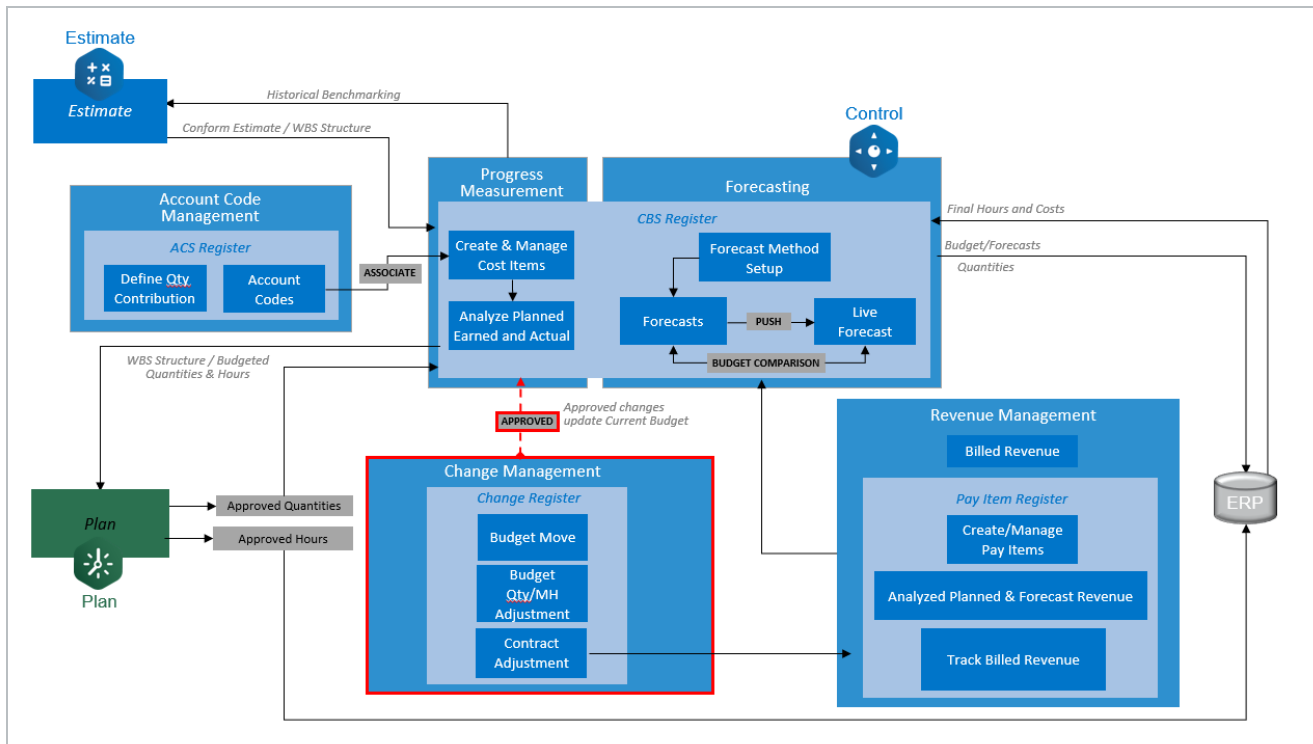 Estimate
Estimate
Historical Benchmarking
Conform Estimate / WBS Structure
Control
Progress
Measurement
Forecasting
Account Code
Management
ACS Register
Define Qty
Contribution
Account
Codes
ASSOCIATE
CBS Register
Create & Manage
Cost Items
Analyze Planned
Earned and Actual
Forecast Method
Setup
Forecasts
PUSH
Live
Forecast
BUDGET COMPARISON
Final Hours and Costs
Budget/Forecasts
Quantities
WBS Structure / Budgeted
Quantities & Hours
APPROVED
Approved changes
update Current Budget
Change Management
Change Register
Budget Move
Budget
Qty/MH
Adjustment
Contract
Adjustment
Revenue Management
Billed Revenue
Pay Item Register
Create/Manage
Pay Items
Analyzed Planned & Forecast Revenue
Track Billed Revenue
ERP
Plan
Plan
Approved Quantities
Approved Hours